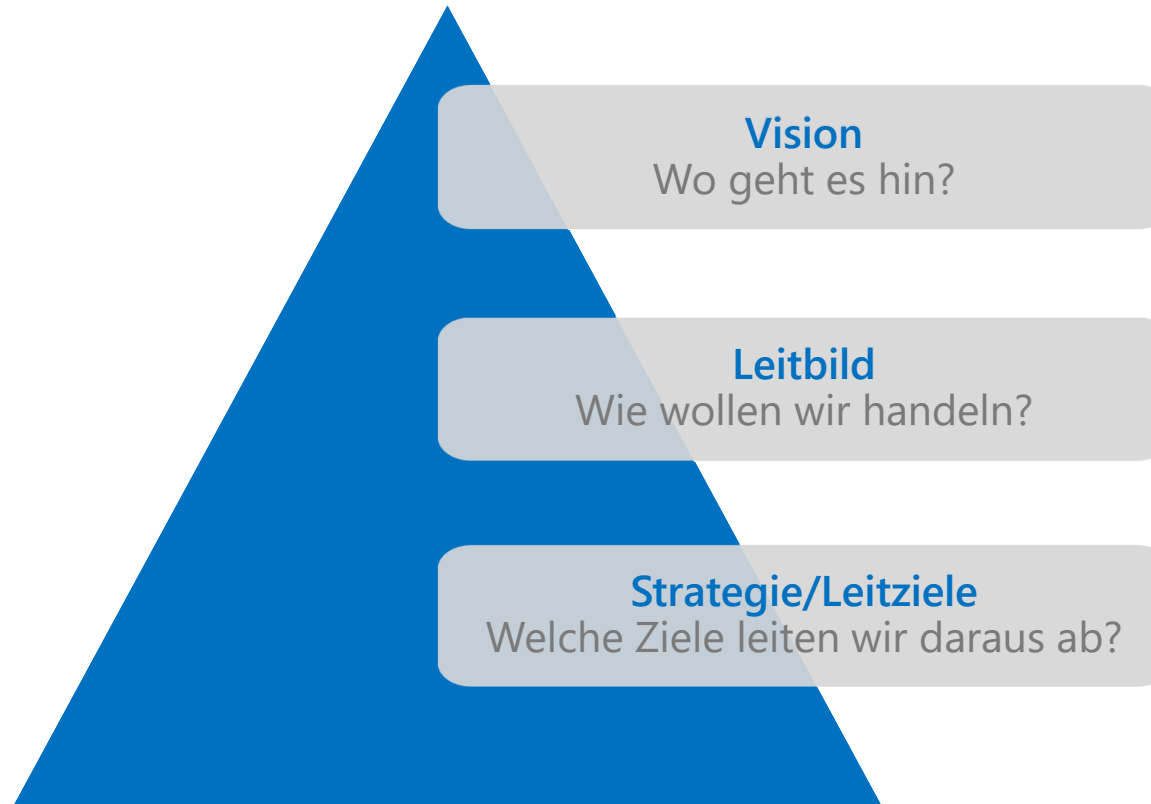 Vision
Wo geht es hin?
Leitbild
Wie wollen wir handeln?
Strategie/Leitziele
Welche Ziele leiten wir daraus ab?